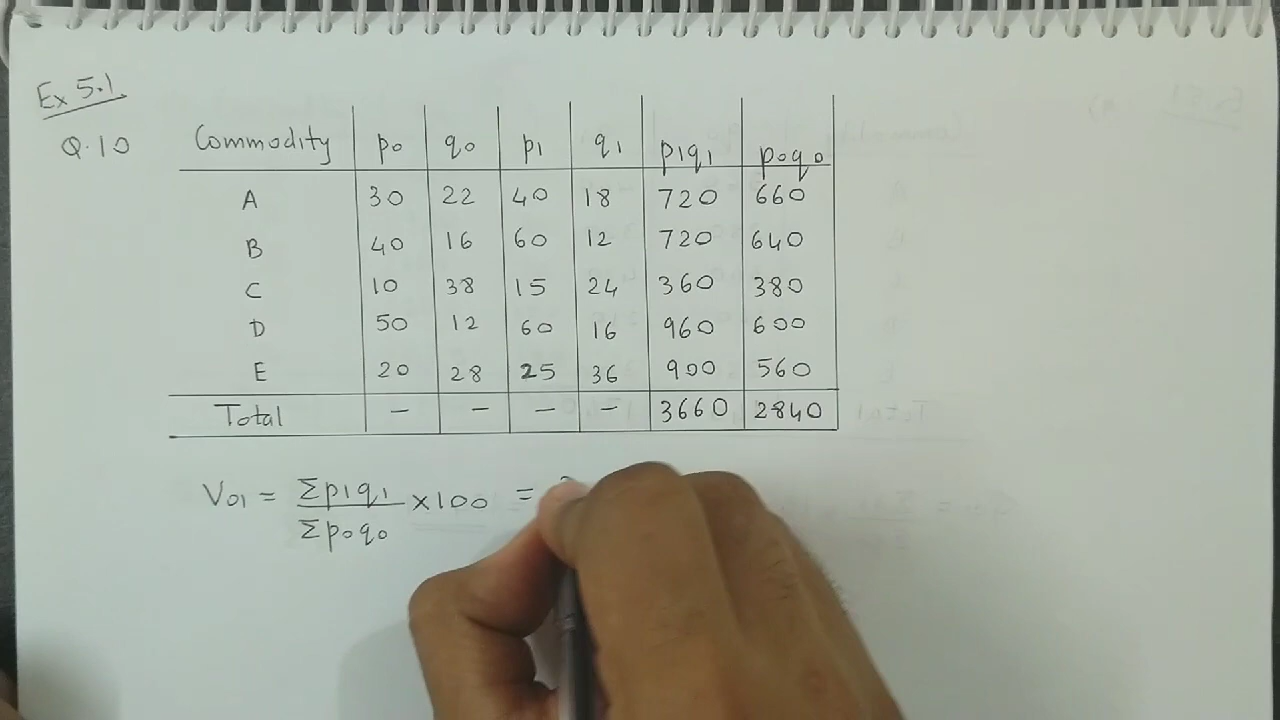 Ex 5.1
Q.10
Commodity p0 q0 p1 q1 p1q1 p0q0
A 30 22 40 18 720 660
B 40 16 60 12 720 640
C 10 38 15 24 360 380
D 50 12 60 16 960 600
E 20 28 25 36 900 560
Total – – – – 3660 2840
V01 = Σp1q1 ×100 =
Σp0q0